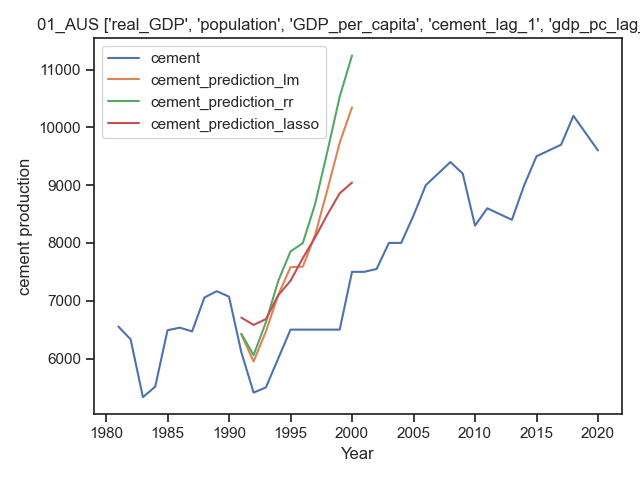 01_AUS ['real_GDP', 'population', 'GDP_per_capita', 'cement_lag_1', 'gdp_pc_lag_
cement
cement_prediction_lm
cement_prediction_rr
cement_prediction_lasso
11000
10000
9000
8000
7000
6000
cement production
1980
1985
1990
1995
2000
2005
2010
2015
2020
Year